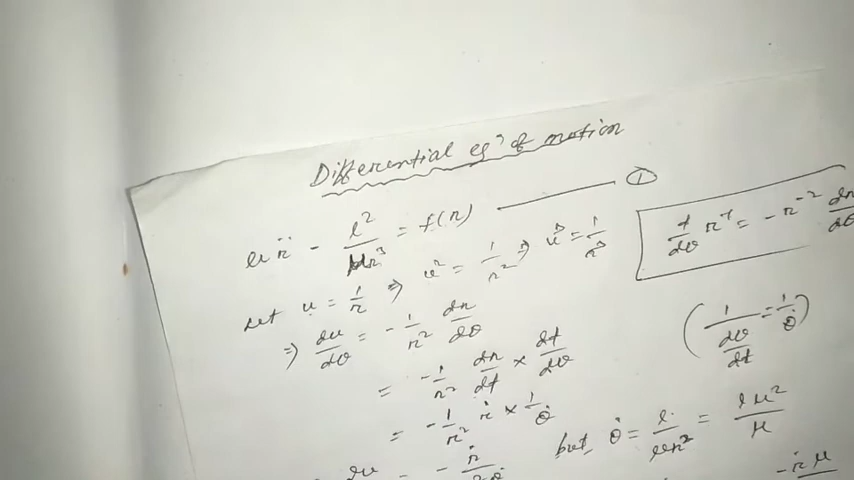 Differential eqⁿ of motion
μr̈ - l²/μr³ = f(r) ——— ①
d/dθ r⁻¹ = -r⁻² dr/dθ
Let u = 1/r ⇒ u² = 1/r² ⇒ u³ = 1/r³
⇒ du/dθ = -1/r² dr/dθ
(1/(dθ/dt) = 1/θ̇)
= -1/r² dr/dt × dt/dθ
= -1/r² ṙ × 1/θ̇
but, θ̇ = l/μr² = lu²/μ